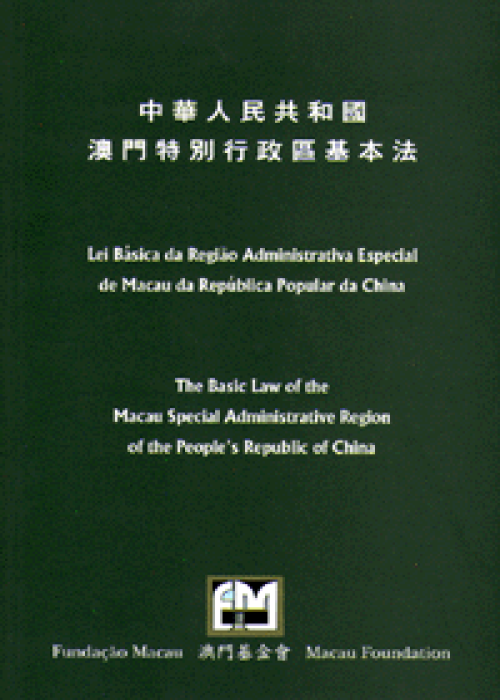 中華人民共和國
澳門特別行政區基本法
Lei Básica da Região Administrativa Especial
de Macau da República Popular da China
The Basic Law of the
Macau Special Administrative Region
of the People's Republic of China
FM
Fundação Macau 澳門基金會 Macau Foundation